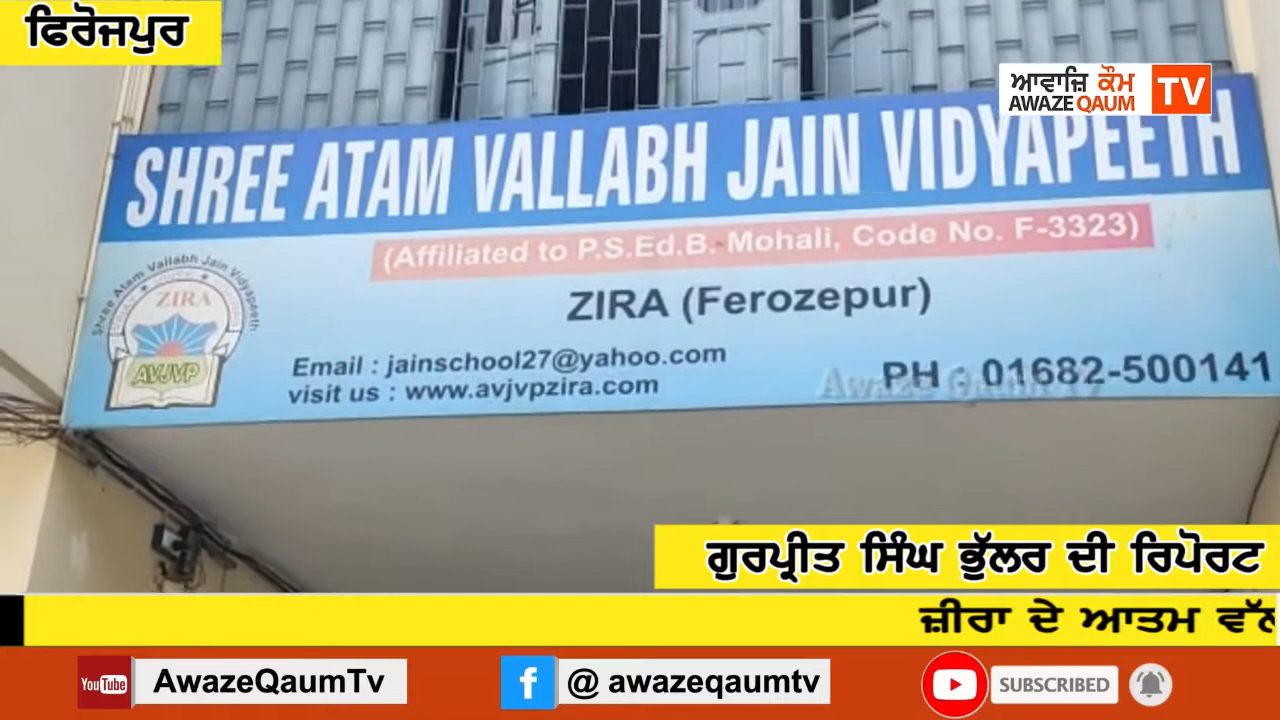 ਫਿਰੋਜਪੁਰ
ਆਵਾਜ਼ਿ ਕੌਮ
AWAZE QAUM TV
SHREE ATAM VALLABH JAIN VIDYAPEETH
(Affiliated to P.S.Ed.B. Mohali, Code No. F-3323)
Shree Atam Vallabh Jain Vidyapeeth
ZIRA
AVJVP
ZIRA (Ferozepur)
Email : jainschool27@yahoo.com
visit us : www.avjvpzira.com
PH : 01682-500141
Awaze Qaum Tv
ਗੁਰਪ੍ਰੀਤ ਸਿੰਘ ਭੁੱਲਰ ਦੀ ਰਿਪੋਰਟ
ਜ਼ੀਰਾ ਦੇ ਆਤਮ
YouTube AwazeQaumTv
f @ awazeqaumtv
SUBSCRIBED